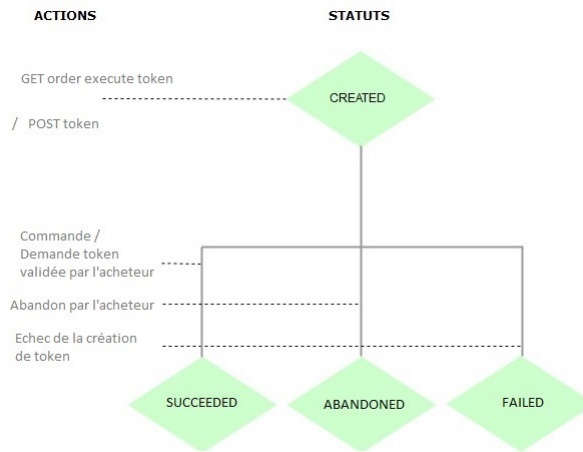 ACTIONS
STATUTS
GET order execute token
CREATED
/ POST token
Commande /
Demande token
validée par l'acheteur
Abandon par l'acheteur
Echec de la création
de token
SUCCEEDED
ABANDONED
FAILED